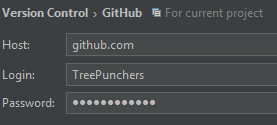 Version Control › GitHub For current project
Host: github.com
Login: TreePunchers
Password: ●●●●●●●●●●●●